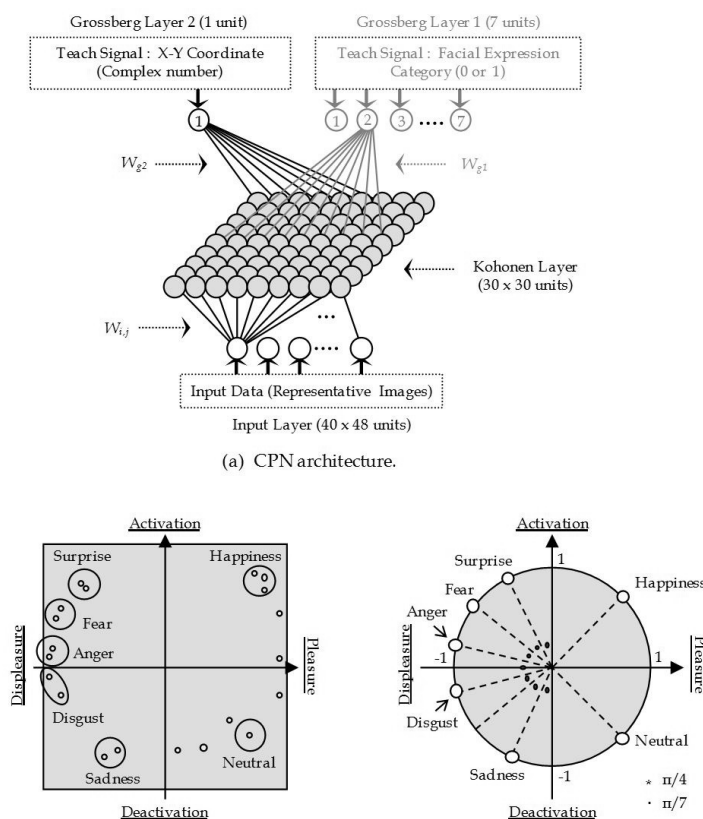 Grossberg Layer 2 (1 unit)
Grossberg Layer 1 (7 units)
Teach Signal : X-Y Coordinate
(Complex number)
Teach Signal : Facial Expression
Category (0 or 1)
1
1
2
3
....
7
Wg2
Wg1
Kohonen Layer
(30 x 30 units)
...
Wi,j
....
Input Data (Representative Images)
Input Layer (40 x 48 units)
(a) CPN architecture.
Activation
Surprise
Happiness
Fear
Anger
Displeasure
Pleasure
Disgust
Sadness
Neutral
Deactivation
Activation
Surprise
1
Happiness
Fear
Anger
Displeasure
-1
1
Pleasure
Disgust
Neutral
Sadness
-1
* π/4
· π/7
Deactivation